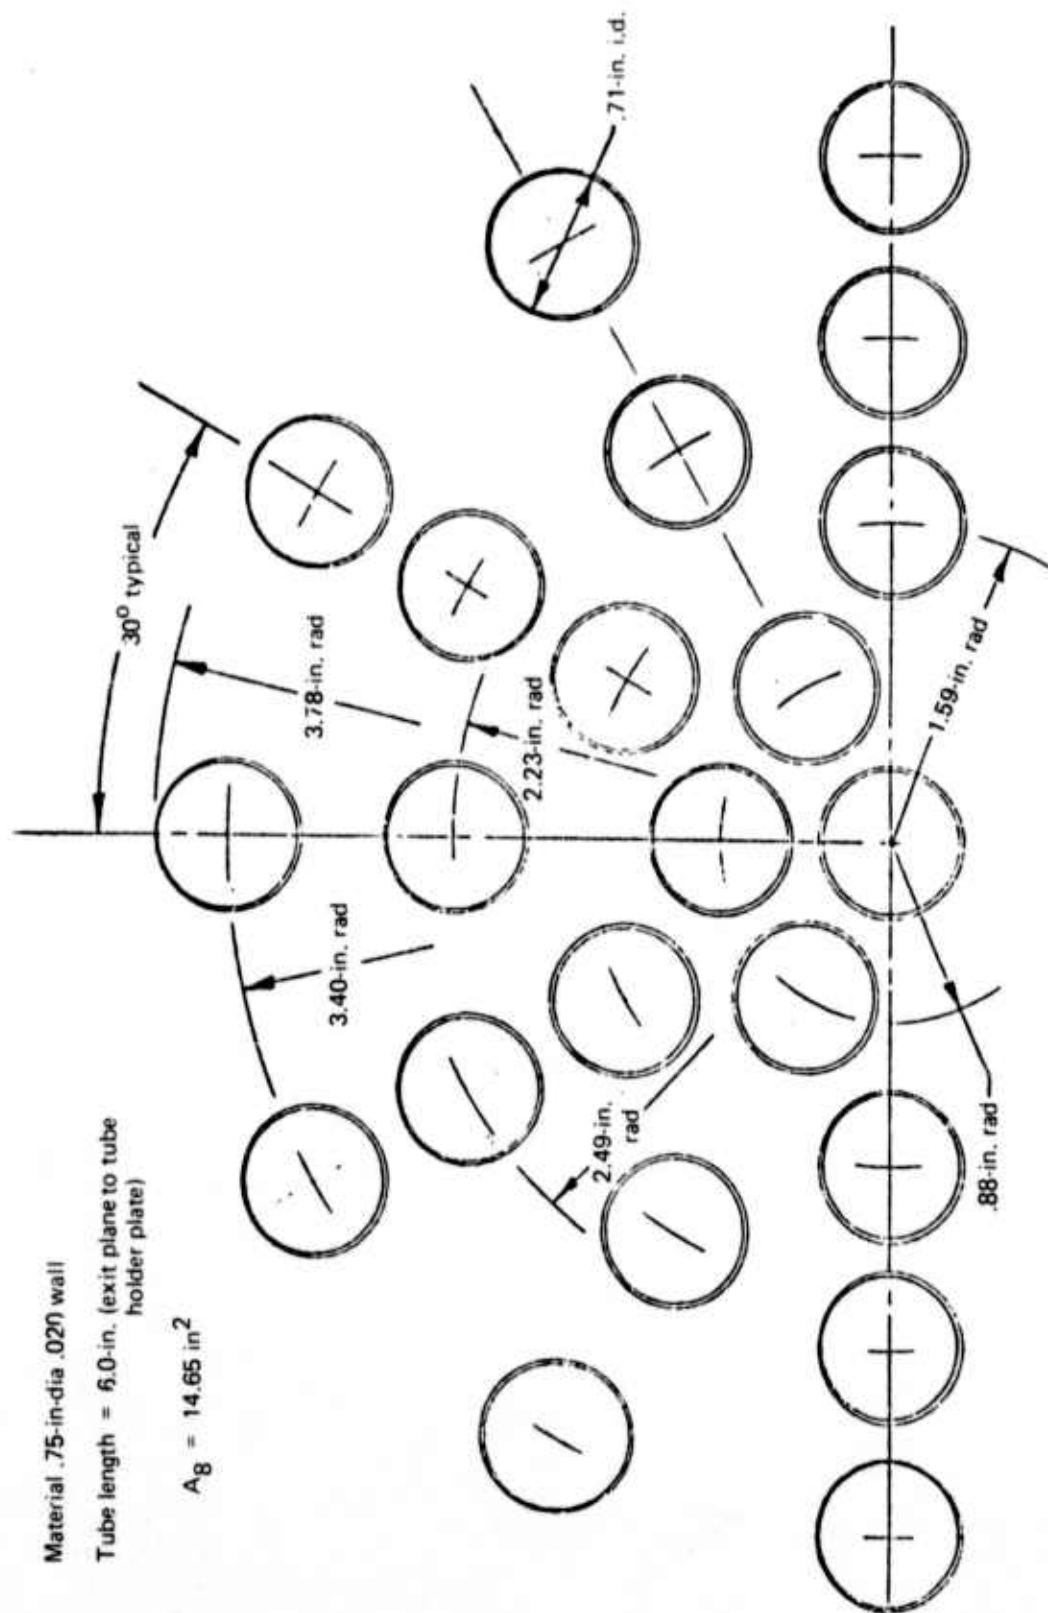 Material .75-in-dia .020 wall
Tube length = 6.0-in. (exit plane to tube
holder plate)
A8 = 14.65 in2
30° typical
3.78-in. rad
3.40-in. rad
2.23-in. rad
2.49-in.
rad
.71-in. i.d.
1.59-in. rad
.88-in. rad